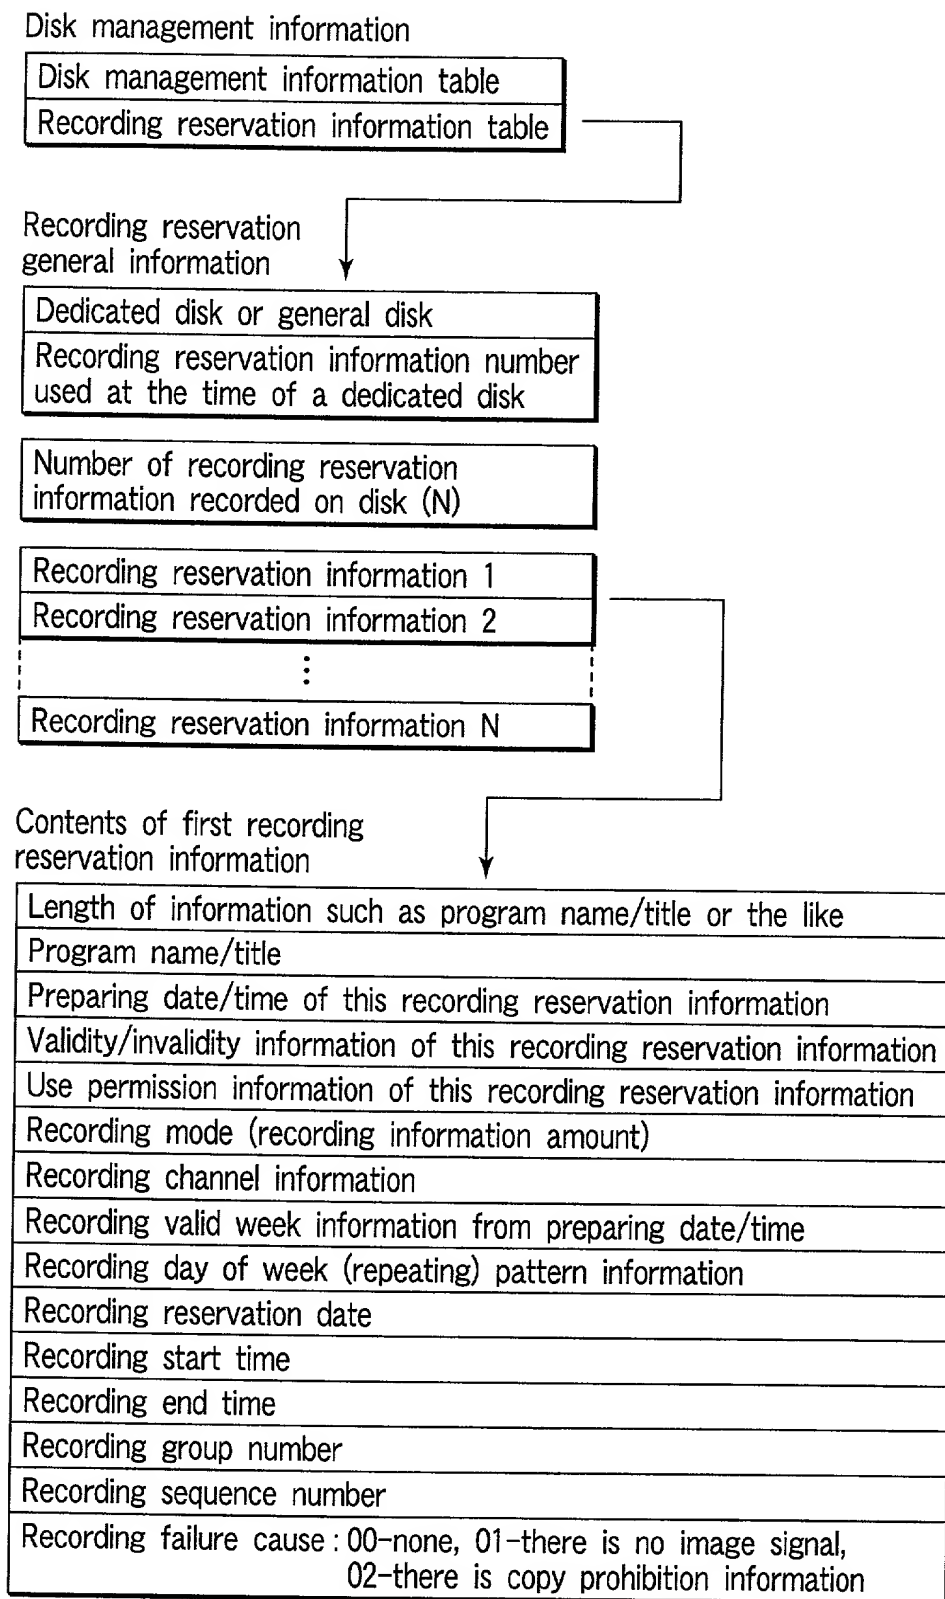 Disk management information
Disk management information table
Recording reservation information table
Recording reservation
general information
Dedicated disk or general disk
Recording reservation information number
used at the time of a dedicated disk
Number of recording reservation
information recorded on disk (N)
Recording reservation information 1
Recording reservation information 2
⋮
Recording reservation information N
Contents of first recording
reservation information
Length of information such as program name/title or the like
Program name/title
Preparing date/time of this recording reservation information
Validity/invalidity information of this recording reservation information
Use permission information of this recording reservation information
Recording mode (recording information amount)
Recording channel information
Recording valid week information from preparing date/time
Recording day of week (repeating) pattern information
Recording reservation date
Recording start time
Recording end time
Recording group number
Recording sequence number
Recording failure cause : 00-none, 01-there is no image signal,
02-there is copy prohibition information